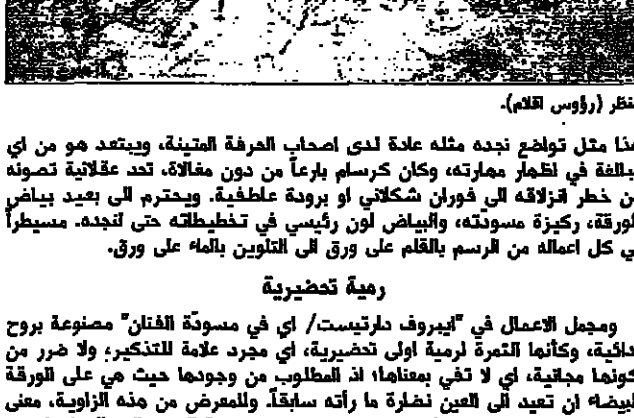 منظر (رؤوس اقلام).
هذا مثل تواضع نجده مثله عادة لدى اصحاب الحرفة المتينة، ويبتعد هو من اي
مبالغة في اظهار مهارته، وكان كرسام بارعاً من دون مغالاة، تحد عقلانية تصونه
من خطر انزلاقه الى فوران شكلاني او برودة عاطفية. ويحترم الى بعيد بياض
الورقة، ركيزة مسودته، والبياض لون رئيسي في تخطيطاته حتى لنجده مسيطراً
في كل اعماله من الرسم بالقلم على ورق الى التلوين بالماء على ورق.
رمية تحضيرية
ومجمل الاعمال في "ايبروف دارتيست/ اي في مسودّة الفنان" مصنوعة بروح
بدائية، وكأنها الثمرة لرمية اولى تحضيرية، اي مجرد علامة للتذكير؛ ولا ضرر من
كونها مجانية، اي لا تفي بمعناها؛ اذ المطلوب من وجودها حيث هي على الورقة
البيضاء ان تعيد الى العين نضارة ما رأته سابقاً. وللمعرض من هذه الزاوية، معنى